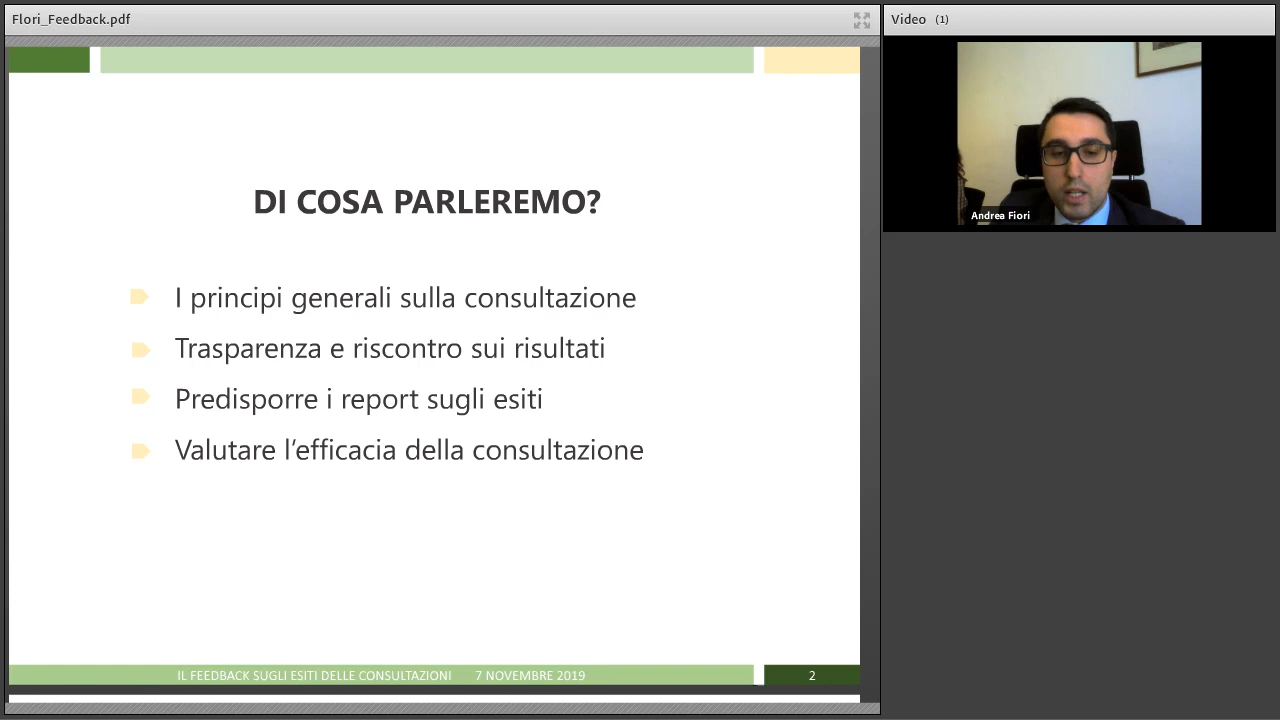 Flori_Feedback.pdf
Video (1)
DI COSA PARLEREMO?
I principi generali sulla consultazione
Trasparenza e riscontro sui risultati
Predisporre i report sugli esiti
Valutare l'efficacia della consultazione
IL FEEDBACK SUGLI ESITI DELLE CONSULTAZIONI 7 NOVEMBRE 2019
2
Andrea Fiori